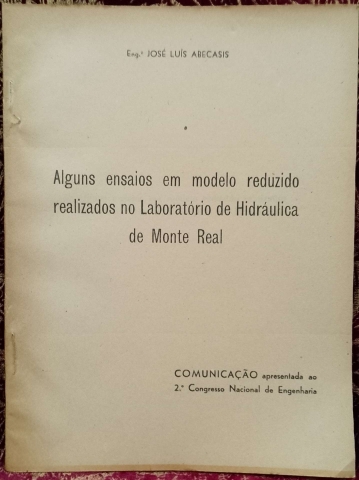 Eng.º JOSÉ LUÍS ABECASIS
Alguns ensaios em modelo reduzido
realizados no Laboratório de Hidráulica
de Monte Real
COMUNICAÇÃO apresentada ao
2.º Congresso Nacional de Engenharia